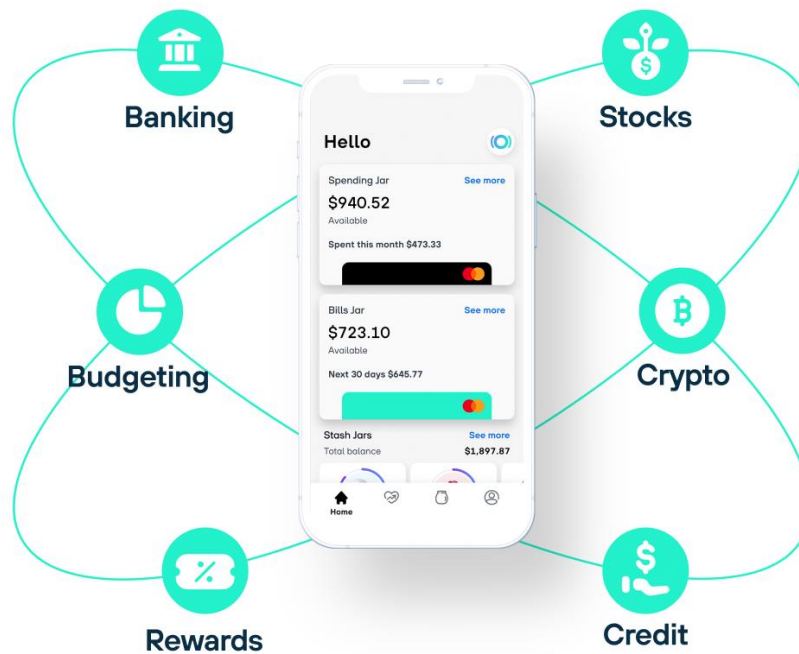 Banking
Stocks
Hello
Spending Jar See more
$940.52
Available
Spent this month $473.33
Bills Jar See more
$723.10
Available
Next 30 days $645.77
Budgeting
Crypto
Stash Jars See more
Total balance $1,897.87
Home
Rewards
Credit